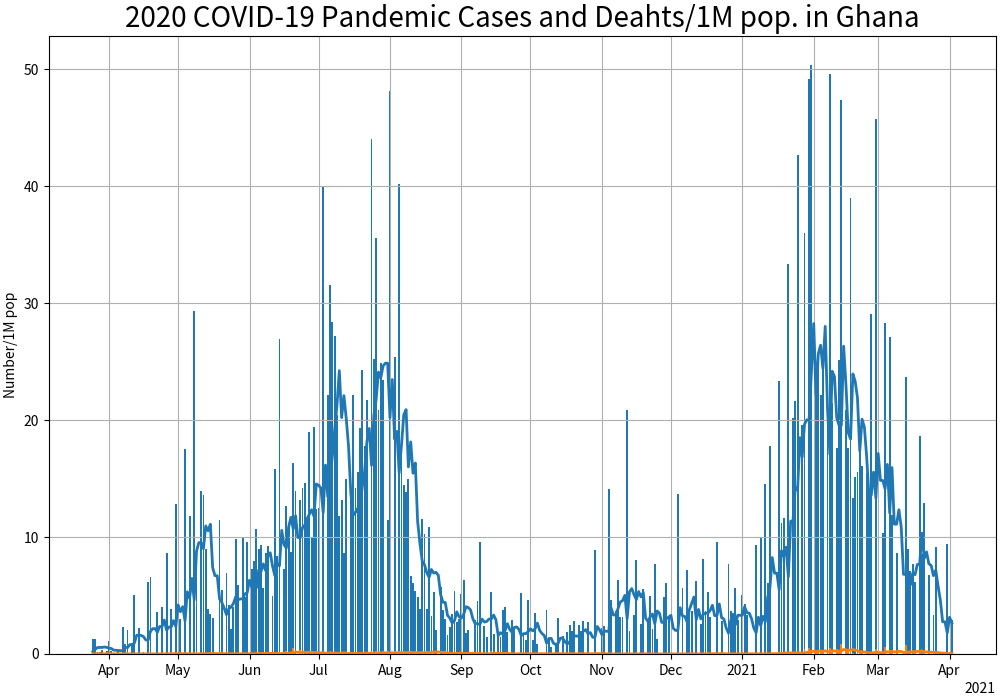 2020 COVID-19 Pandemic Cases and Deahts/1M pop. in Ghana
Number/1M pop
50
40
30
20
10
0
Apr May Jun Jul Aug Sep Oct Nov Dec 2021 Feb Mar Apr
2021